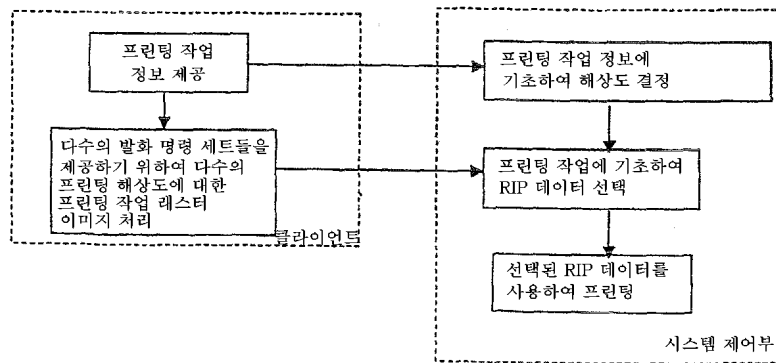 프린팅 작업
정보 제공
다수의 발화 명령 세트들을
제공하기 위하여 다수의
프린팅 해상도에 대한
프린팅 작업 래스터
이미지 처리
클라이언트
프린팅 작업 정보에
기초하여 해상도 결정
프린팅 작업에 기초하여
RIP 데이터 선택
선택된 RIP 데이터를
사용하여 프린팅
시스템 제어부